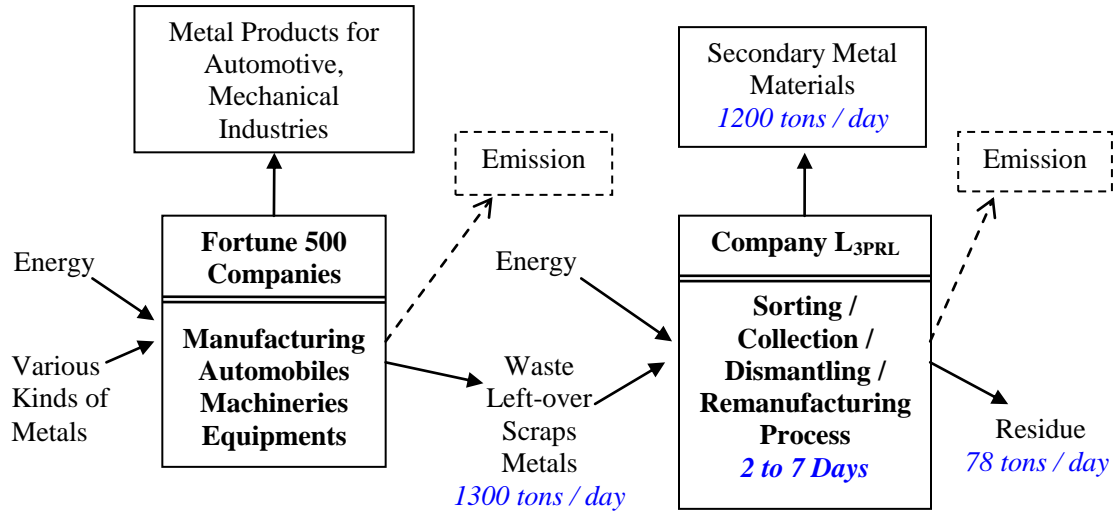 Metal Products for
Automotive,
Mechanical
Industries
Secondary Metal
Materials
1200 tons / day
Emission
Emission
Fortune 500
Companies
Company L3PRL
Energy
Energy
Manufacturing
Automobiles
Machineries
Equipments
Various
Kinds of
Metals
Waste
Left-over
Scraps
Metals
1300 tons / day
Sorting /
Collection /
Dismantling /
Remanufacturing
Process
2 to 7 Days
Residue
78 tons / day